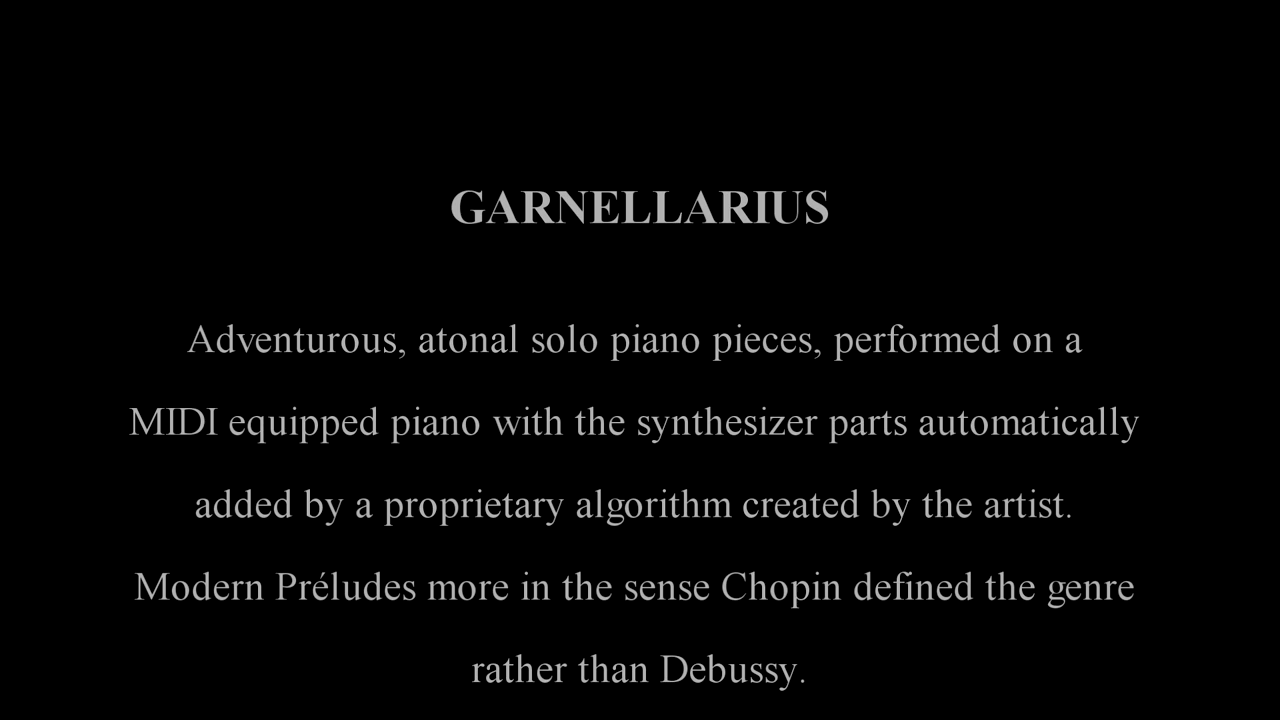 GARNELLARIUS
Adventurous, atonal solo piano pieces, performed on a
MIDI equipped piano with the synthesizer parts automatically
added by a proprietary algorithm created by the artist.
Modern Préludes more in the sense Chopin defined the genre
rather than Debussy.